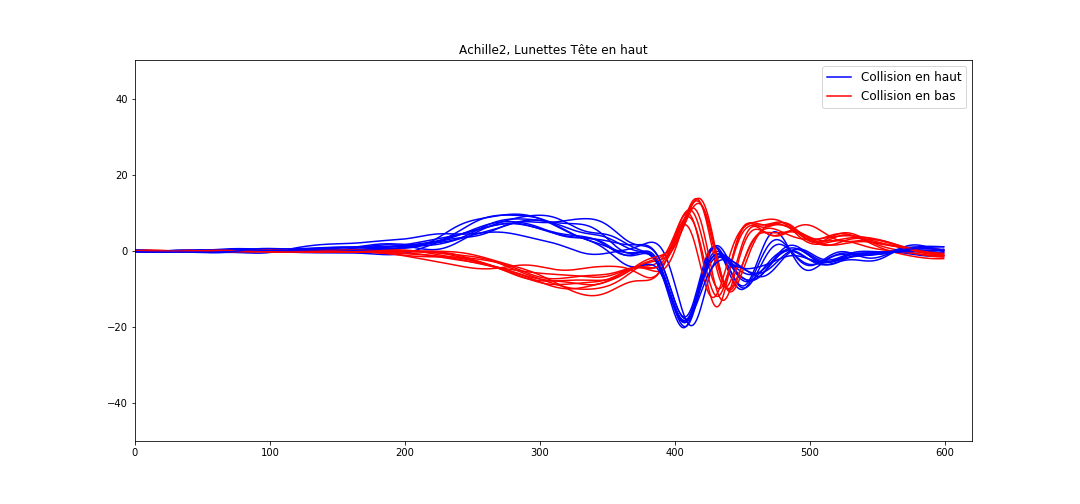 Achille2, Lunettes Tête en haut
Collision en haut
Collision en bas
40
20
0
−20
−40
0 100 200 300 400 500 600